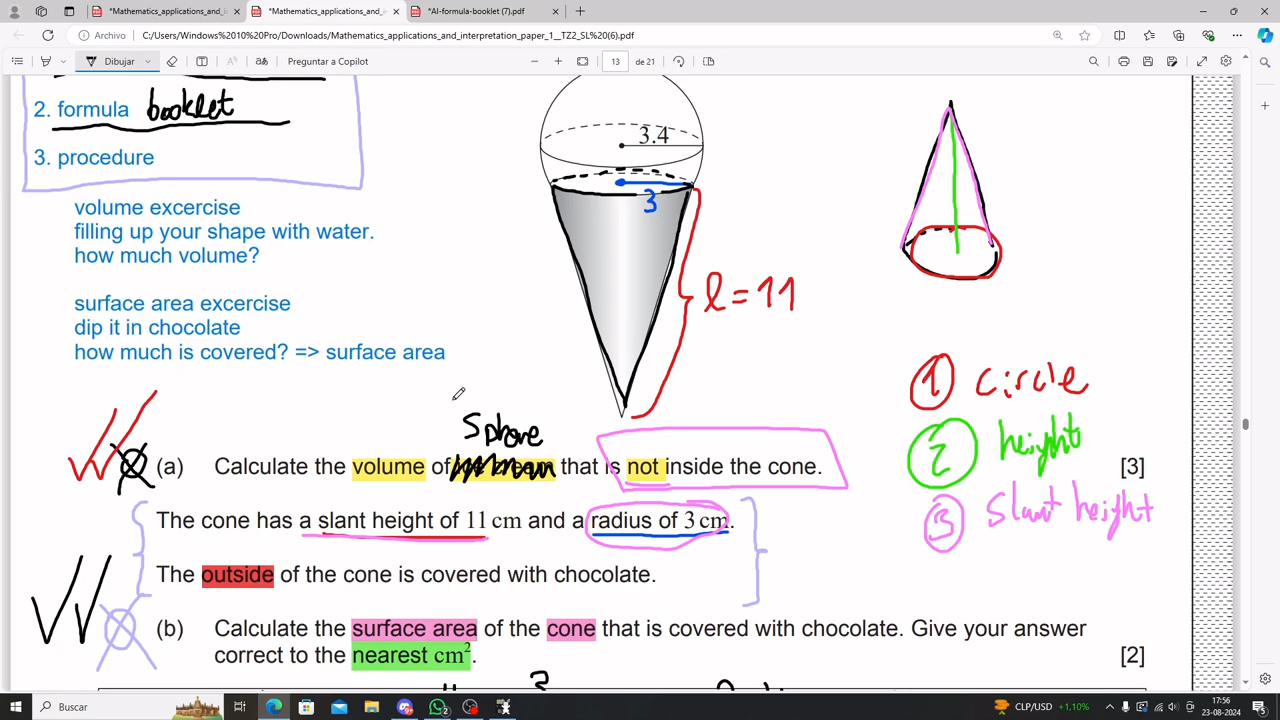 *Mathematics_applications_and_in
*Mathematics_applications_and_in
*AI-formula-booklet (7).pdf
Archivo
C:/Users/Windows%2010%20Pro/Downloads/Mathematics_applications_and_interpretation_paper_1__TZ2_SL%20(6).pdf
Dibujar
Preguntar a Copilot
13
de 21
2. formula booklet
3. procedure
volume excercise
filling up your shape with water.
how much volume?
surface area excercise
dip it in chocolate
how much is covered? => surface area
3.4
3
l = 11
1 circle
2 height
3 slant height
sphere
(a) Calculate the volume of that is not inside the cone. [3]
The cone has a slant height of 11 cm and a radius of 3 cm.
The outside of the cone is covered with chocolate.
(b) Calculate the surface area of the cone that is covered with chocolate. Give your answer
correct to the nearest cm². [2]
Buscar
CLP/USD +1,10%
17:56
23-08-2024